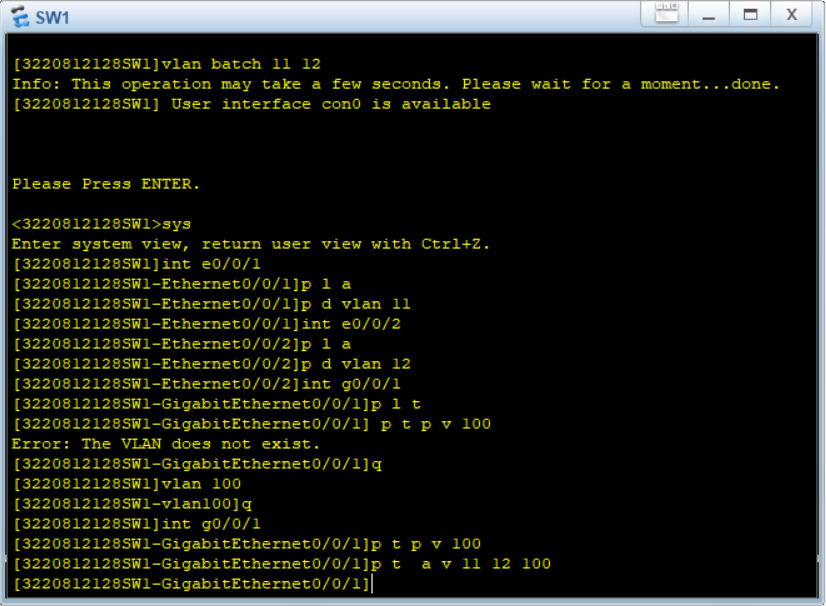 SW1
[3220812128SW1]vlan batch 11 12
Info: This operation may take a few seconds. Please wait for a moment...done.
[3220812128SW1] User interface con0 is available
Please Press ENTER.
<3220812128SW1>sys
Enter system view, return user view with Ctrl+Z.
[3220812128SW1]int e0/0/1
[3220812128SW1-Ethernet0/0/1]p l a
[3220812128SW1-Ethernet0/0/1]p d vlan 11
[3220812128SW1-Ethernet0/0/1]int e0/0/2
[3220812128SW1-Ethernet0/0/2]p l a
[3220812128SW1-Ethernet0/0/2]p d vlan 12
[3220812128SW1-Ethernet0/0/2]int g0/0/1
[3220812128SW1-GigabitEthernet0/0/1]p l t
[3220812128SW1-GigabitEthernet0/0/1] p t p v 100
Error: The VLAN does not exist.
[3220812128SW1-GigabitEthernet0/0/1]q
[3220812128SW1]vlan 100
[3220812128SW1-vlan100]q
[3220812128SW1]int g0/0/1
[3220812128SW1-GigabitEthernet0/0/1]p t p v 100
[3220812128SW1-GigabitEthernet0/0/1]p t  a v 11 12 100
[3220812128SW1-GigabitEthernet0/0/1]